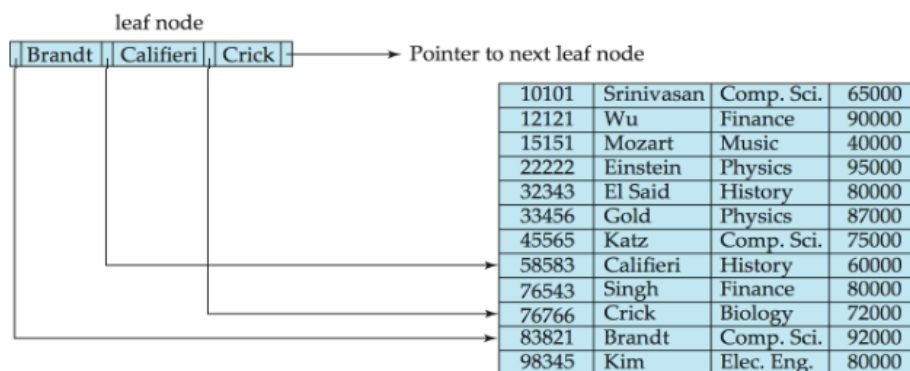 leaf node
Brandt Califieri Crick Pointer to next leaf node
10101 Srinivasan Comp. Sci. 65000
12121 Wu Finance 90000
15151 Mozart Music 40000
22222 Einstein Physics 95000
32343 El Said History 80000
33456 Gold Physics 87000
45565 Katz Comp. Sci. 75000
58583 Califieri History 60000
76543 Singh Finance 80000
76766 Crick Biology 72000
83821 Brandt Comp. Sci. 92000
98345 Kim Elec. Eng. 80000